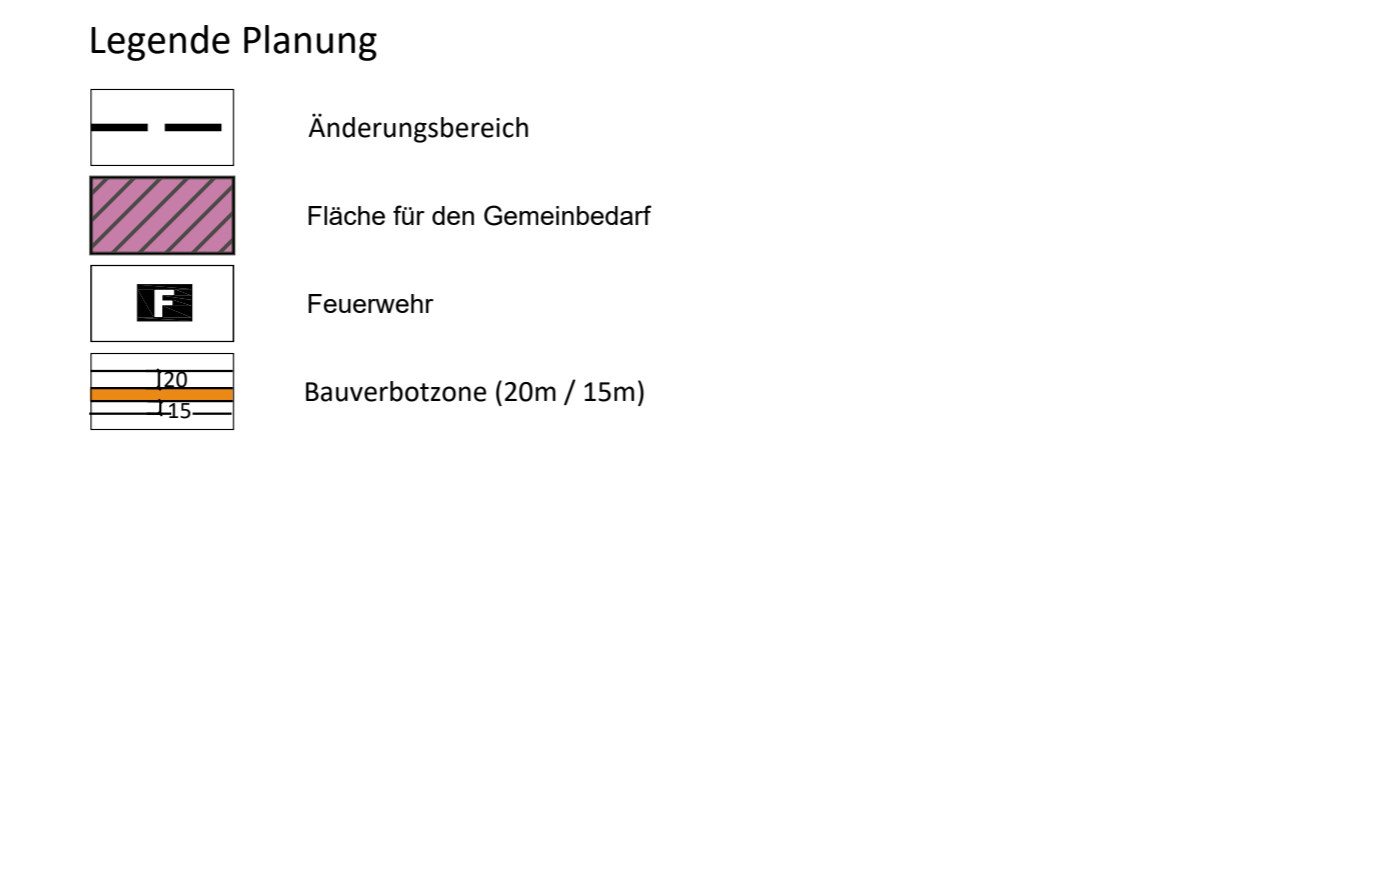 Legende Planung
Änderungsbereich
Fläche für den Gemeinbedarf
F
Feuerwehr
20
15
Bauverbotzone (20m / 15m)